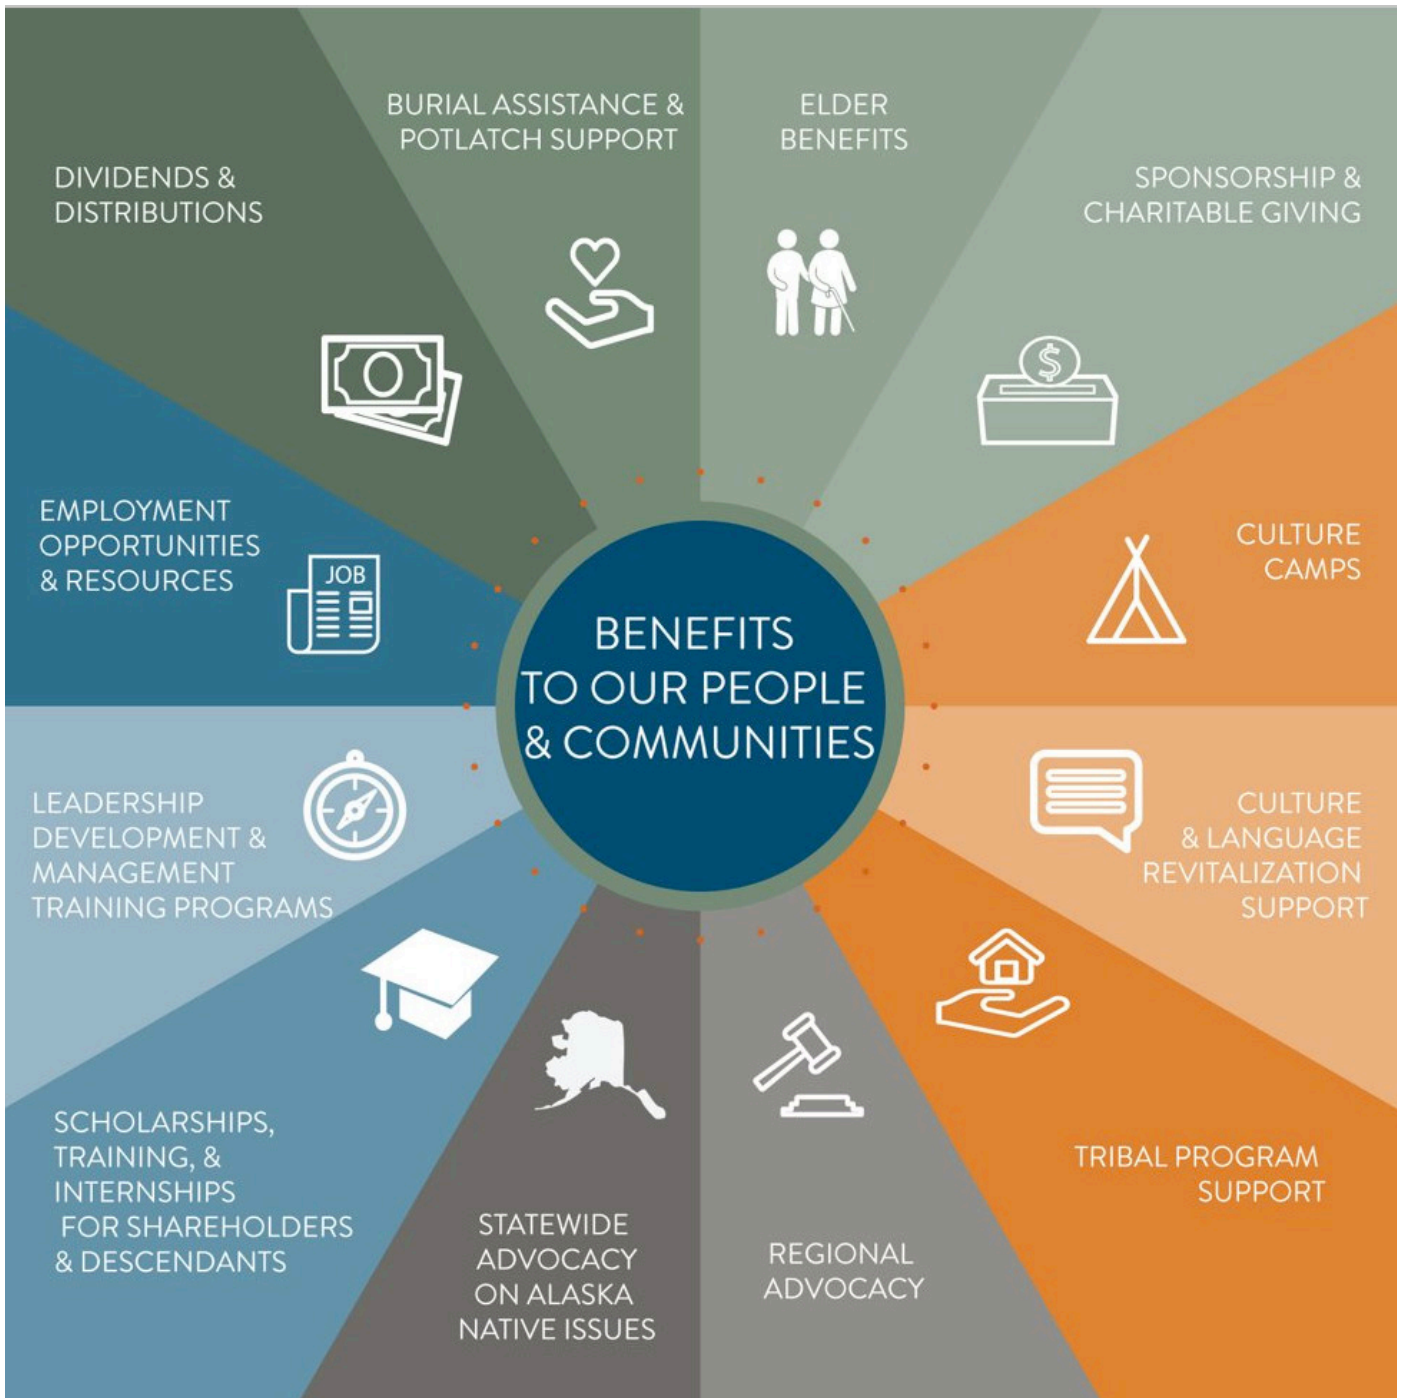 BURIAL ASSISTANCE &
POTLATCH SUPPORT
ELDER
BENEFITS
SPONSORSHIP &
CHARITABLE GIVING
$
CULTURE
CAMPS
CULTURE
& LANGUAGE
REVITALIZATION
SUPPORT
TRIBAL PROGRAM
SUPPORT
REGIONAL
ADVOCACY
STATEWIDE
ADVOCACY
ON ALASKA
NATIVE ISSUES
SCHOLARSHIPS,
TRAINING, &
INTERNSHIPS
FOR SHAREHOLDERS
& DESCENDANTS
LEADERSHIP
DEVELOPMENT &
MANAGEMENT
TRAINING PROGRAMS
EMPLOYMENT
OPPORTUNITIES
& RESOURCES
JOB
DIVIDENDS &
DISTRIBUTIONS
BENEFITS
TO OUR PEOPLE
& COMMUNITIES